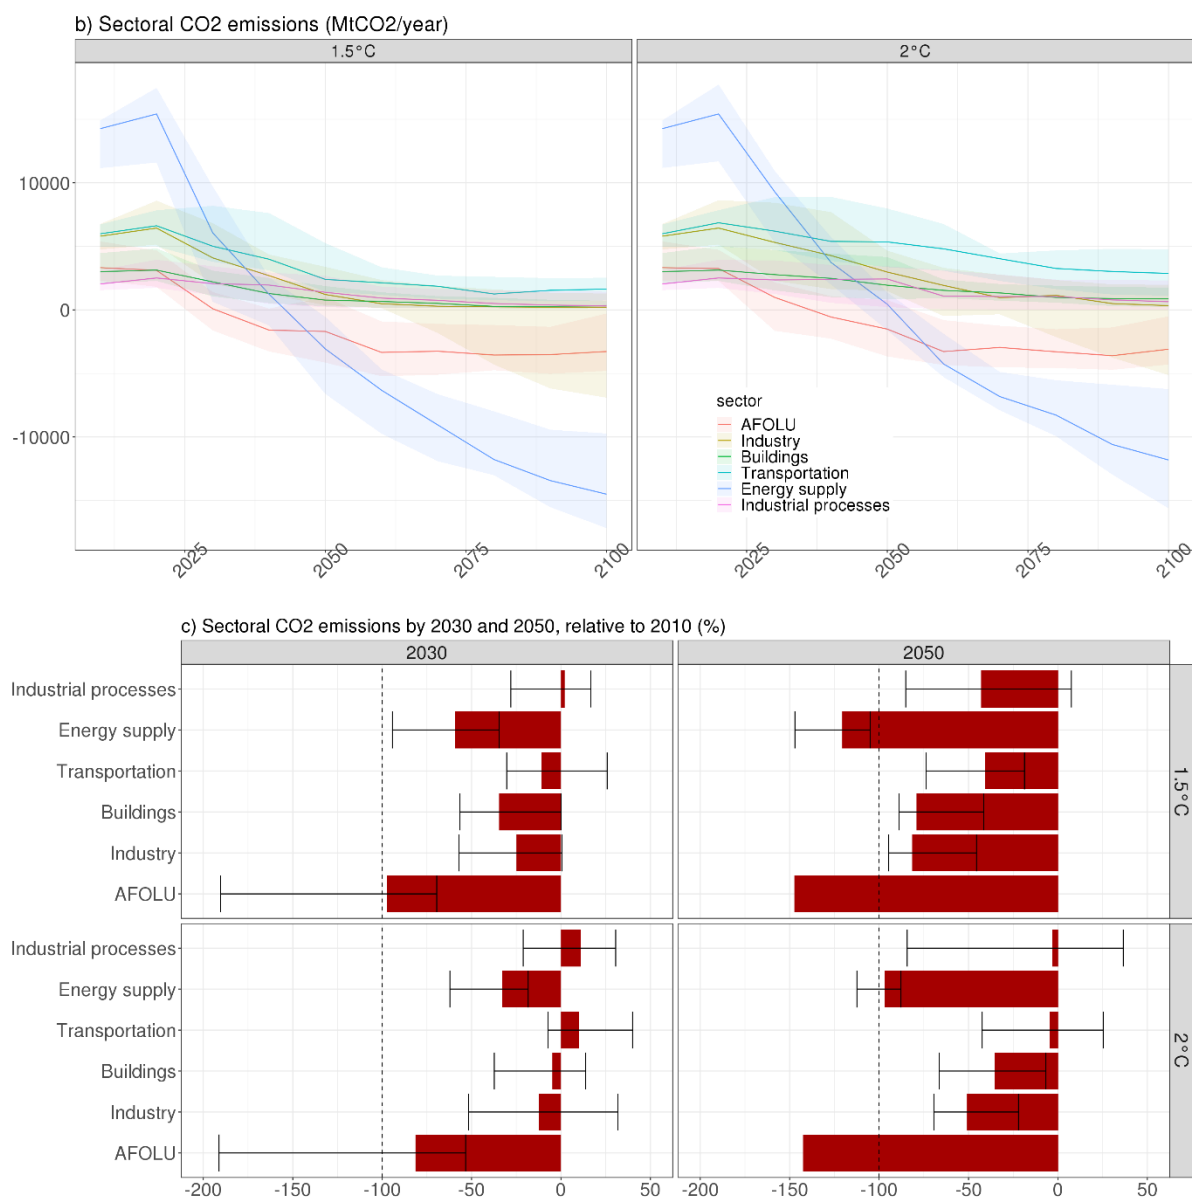 b) Sectoral CO2 emissions (MtCO2/year)
1.5°C
2°C
10000
0
-10000
sector
AFOLU
Industry
Buildings
Transportation
Energy supply
Industrial processes
2025
2050
2075
2100
2025
2050
2075
2100
c) Sectoral CO2 emissions by 2030 and 2050, relative to 2010 (%)
2030
2050
Industrial processes
Energy supply
Transportation
Buildings
Industry
AFOLU
1.5°C
Industrial processes
Energy supply
Transportation
Buildings
Industry
AFOLU
2°C
-200
-150
-100
-50
0
50
-200
-150
-100
-50
0
50